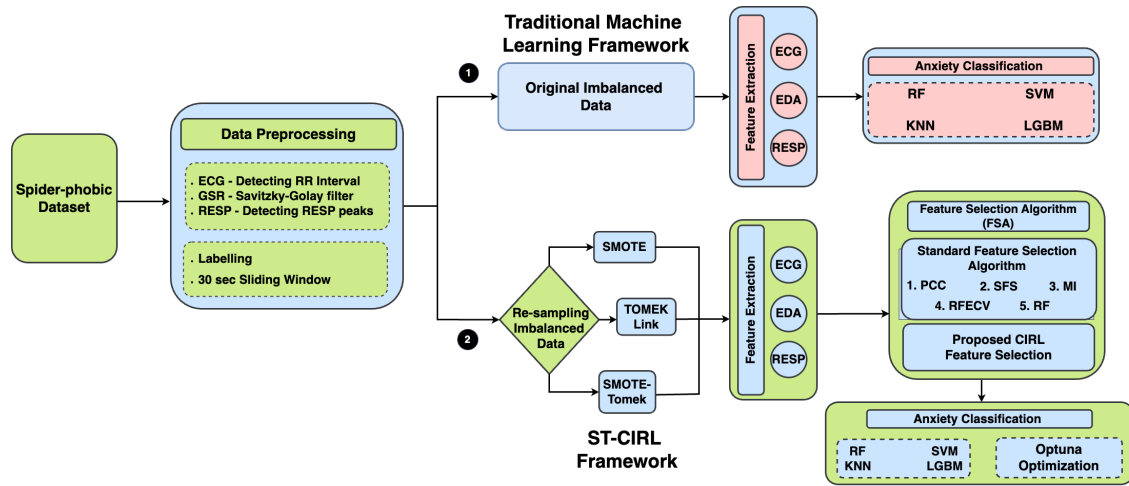 Traditional Machine
Learning Framework
1
Original Imbalanced
Data
Feature Extraction
ECG
EDA
RESP
Anxiety Classification
RF SVM
KNN LGBM
Spider-phobic
Dataset
Data Preprocessing
. ECG - Detecting RR Interval
. GSR - Savitzky-Golay filter
. RESP - Detecting RESP peaks
. Labelling
. 30 sec Sliding Window
2
Re-sampling
Imbalanced
Data
SMOTE
TOMEK
Link
SMOTE-
Tomek
ST-CIRL
Framework
Feature Extraction
ECG
EDA
RESP
Feature Selection Algorithm
(FSA)
Standard Feature Selection
Algorithm
1. PCC 2. SFS 3. MI
4. RFECV 5. RF
Proposed CIRL
Feature Selection
Anxiety Classification
RF SVM
KNN LGBM
Optuna
Optimization